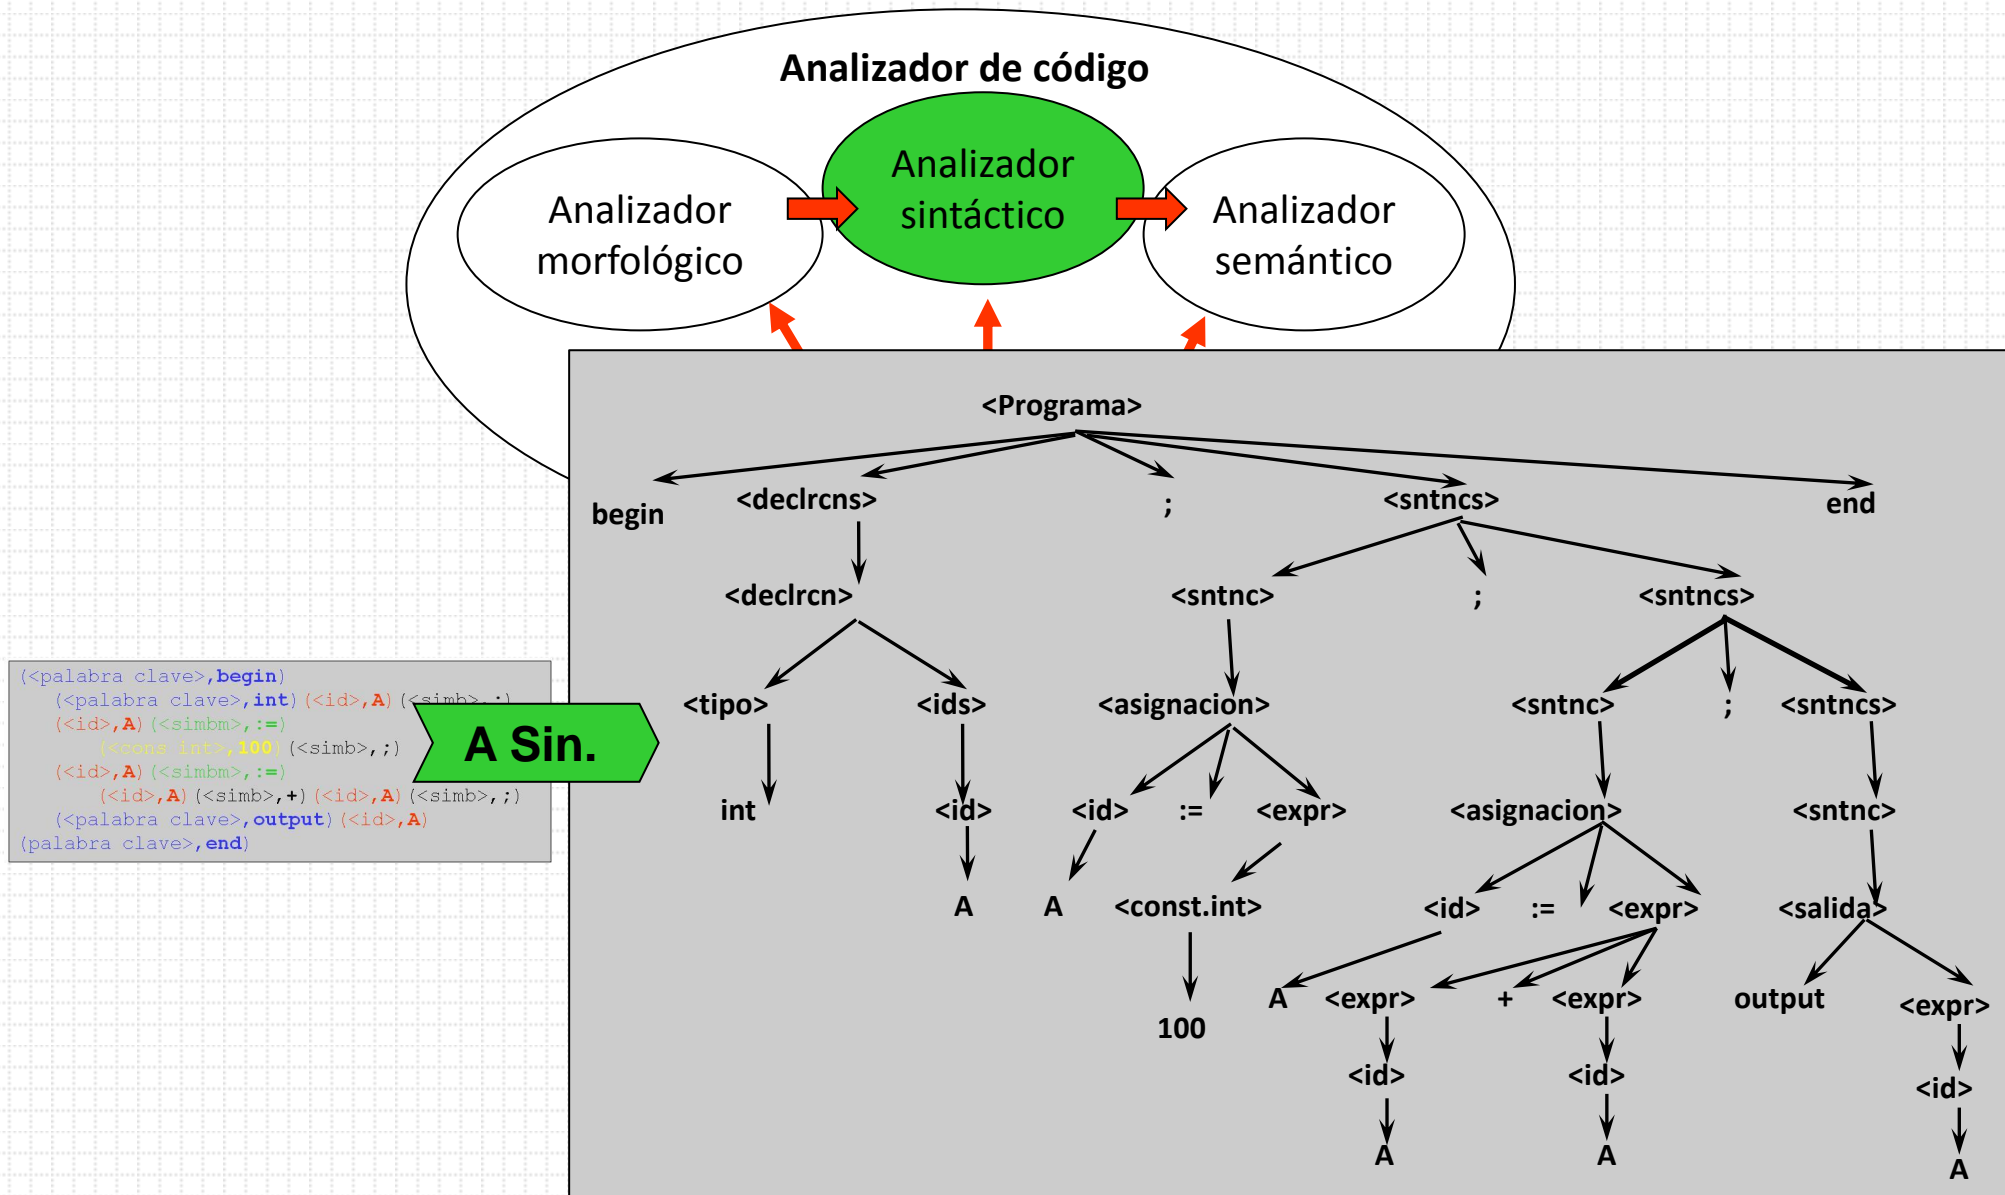 Analizador de código
Analizador
morfológico
Analizador
sintáctico
Analizador
semántico
(<palabra clave>,begin)
(<palabra clave>,int)(<id>,A)(<simb>,;)
(<id>,A)(<simbm>,:=)
(<cons int>,100)(<simb>,;)
(<id>,A)(<simbm>,:=)
(<id>,A)(<simb>,+)(<id>,A)(<simb>,;)
(<palabra clave>,output)(<id>,A)
(palabra clave>,end)
A Sin.
<Programa>
begin <declrcns> ; <sntncs> end
<declrcn> <sntnc> ; <sntncs>
<tipo> <ids> <asignacion> <sntnc> ; <sntncs>
int <id> <id> := <expr> <asignacion> <sntnc>
A A <const.int> <id> := <expr> <salida>
100 A <expr> + <expr> output <expr>
<id> <id> <id>
A A A